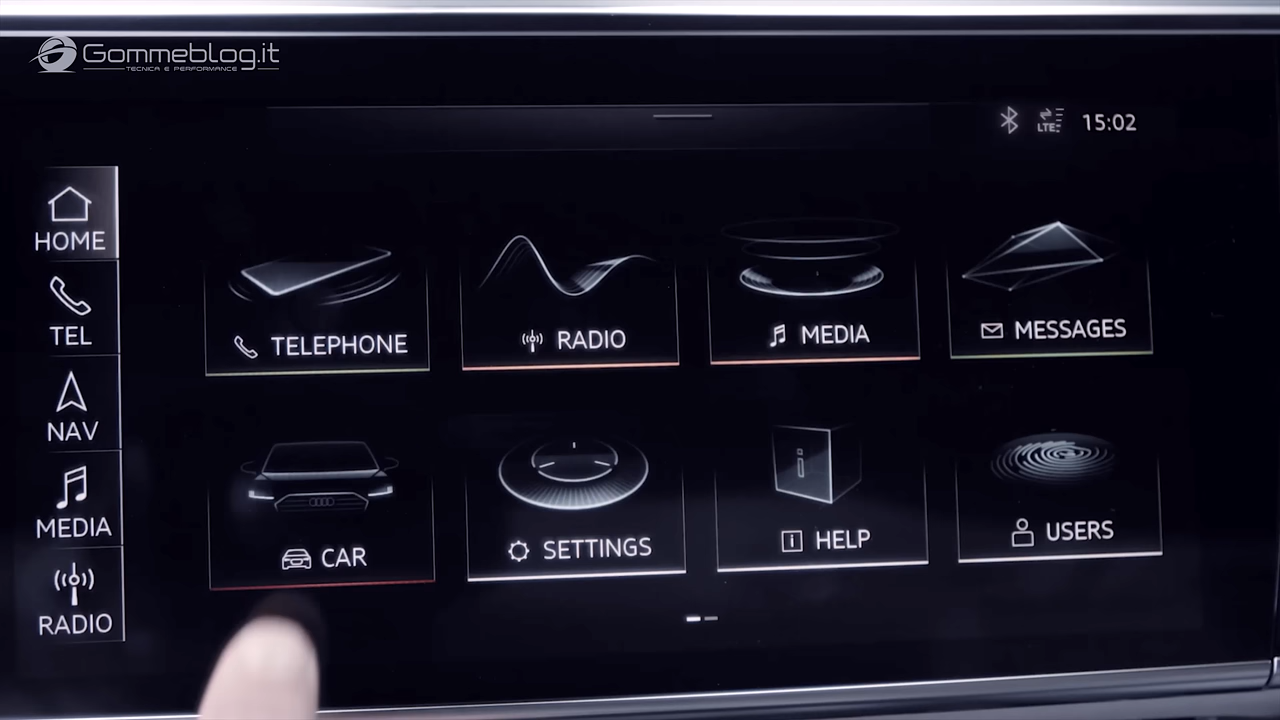 Gommeblog.it
TECNICA E PERFORMANCE
LTE
15:02
HOME
TEL
NAV
MEDIA
RADIO
TELEPHONE
RADIO
MEDIA
MESSAGES
CAR
SETTINGS
HELP
USERS